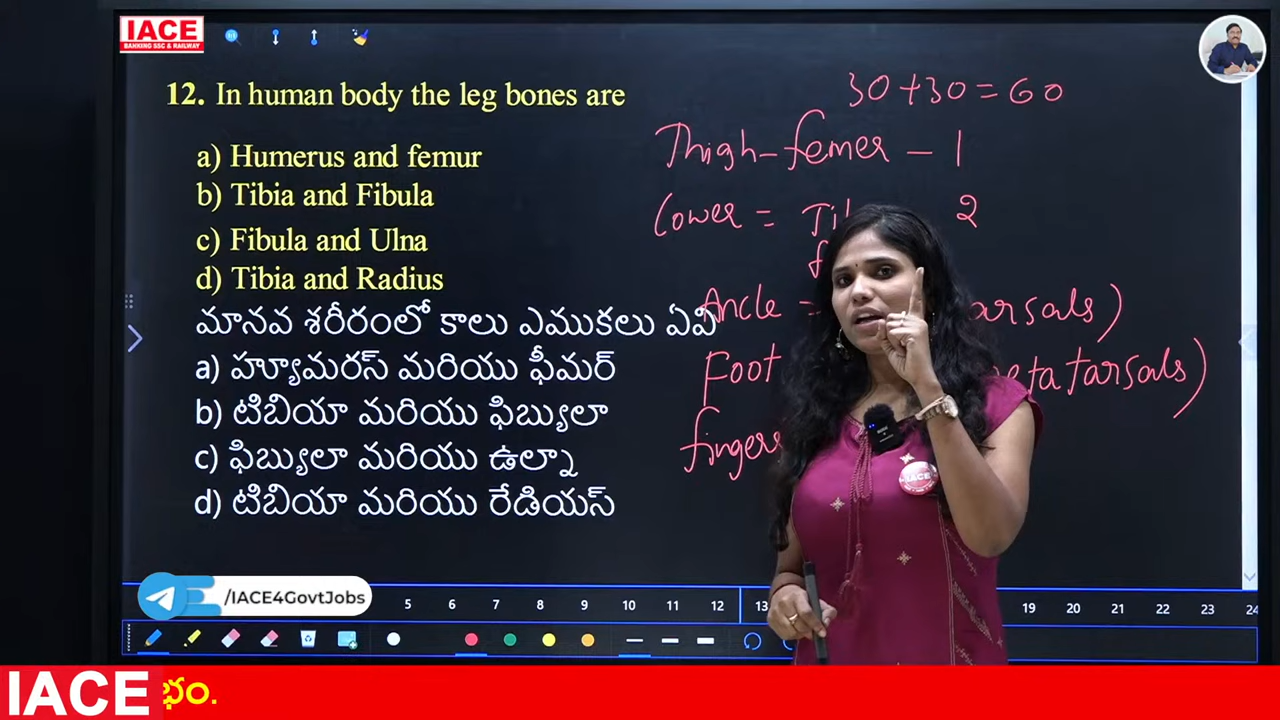 IACE
BANKING SSC & RAILWAY
12. In human body the leg bones are
a) Humerus and femur
b) Tibia and Fibula
c) Fibula and Ulna
d) Tibia and Radius
మానవ శరీరంలో కాలు ఎముకలు ఏవి
a) హ్యూమరస్ మరియు ఫీమర్
b) టిబియా మరియు ఫిబ్యులా
c) ఫిబ్యులా మరియు ఉల్నా
d) టిబియా మరియు రేడియస్
30+30=60
Thigh - femer - 1
Lower = 2
Ancle = tarsals)
Foot metatarsals)
fingers
IACE
/IACE4GovtJobs
5 6 7 8 9 10 11 12 13 19 20 21 22 23 24
IACE భం.